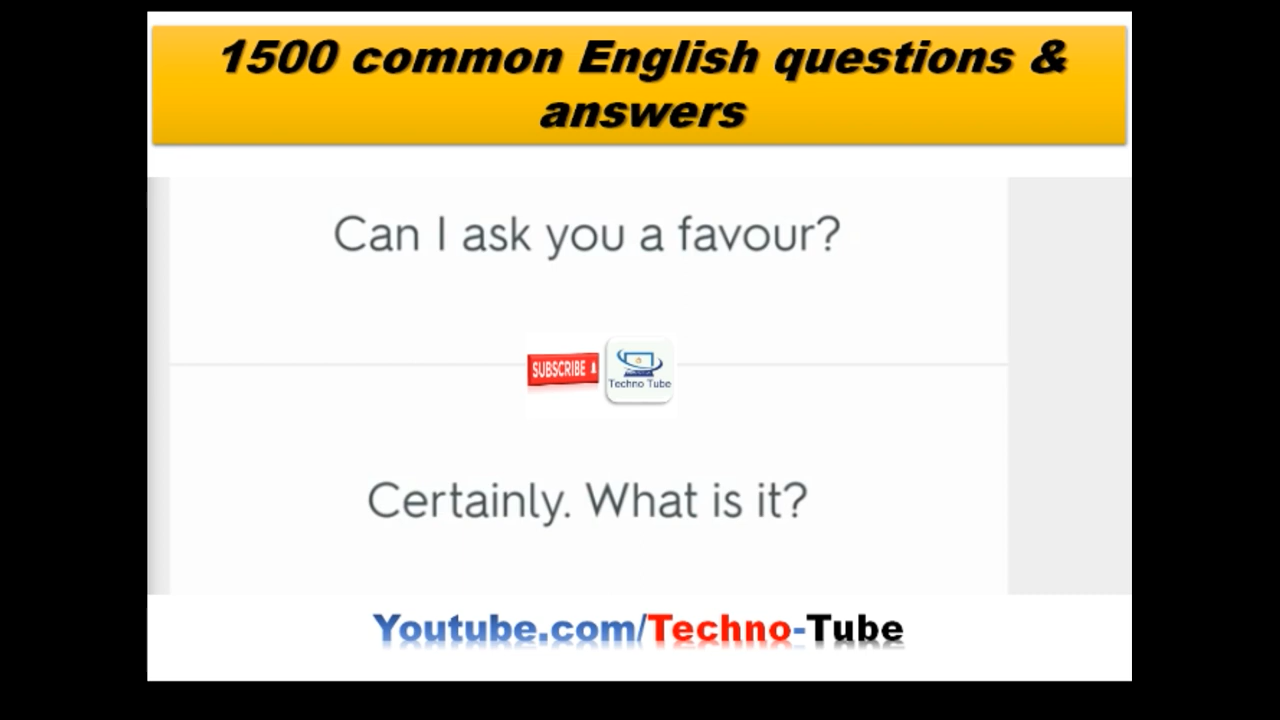 1500 common English questions &
answers
Can I ask you a favour?
SUBSCRIBE
Techno Tube
Certainly. What is it?
Youtube.com/Techno-Tube